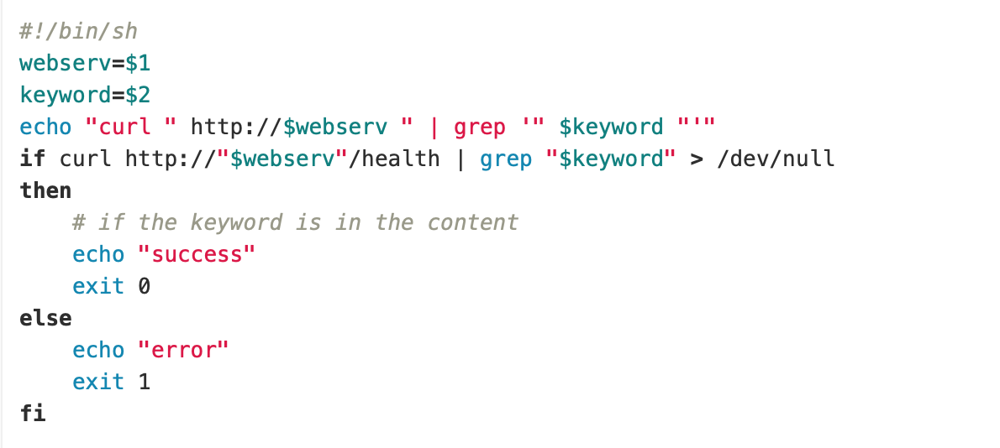 #!/bin/sh
webserv=$1
keyword=$2
echo "curl " http://$webserv " | grep '" $keyword "'"
if curl http://"$webserv"/health | grep "$keyword" > /dev/null
then
    # if the keyword is in the content
    echo "success"
    exit 0
else
    echo "error"
    exit 1
fi